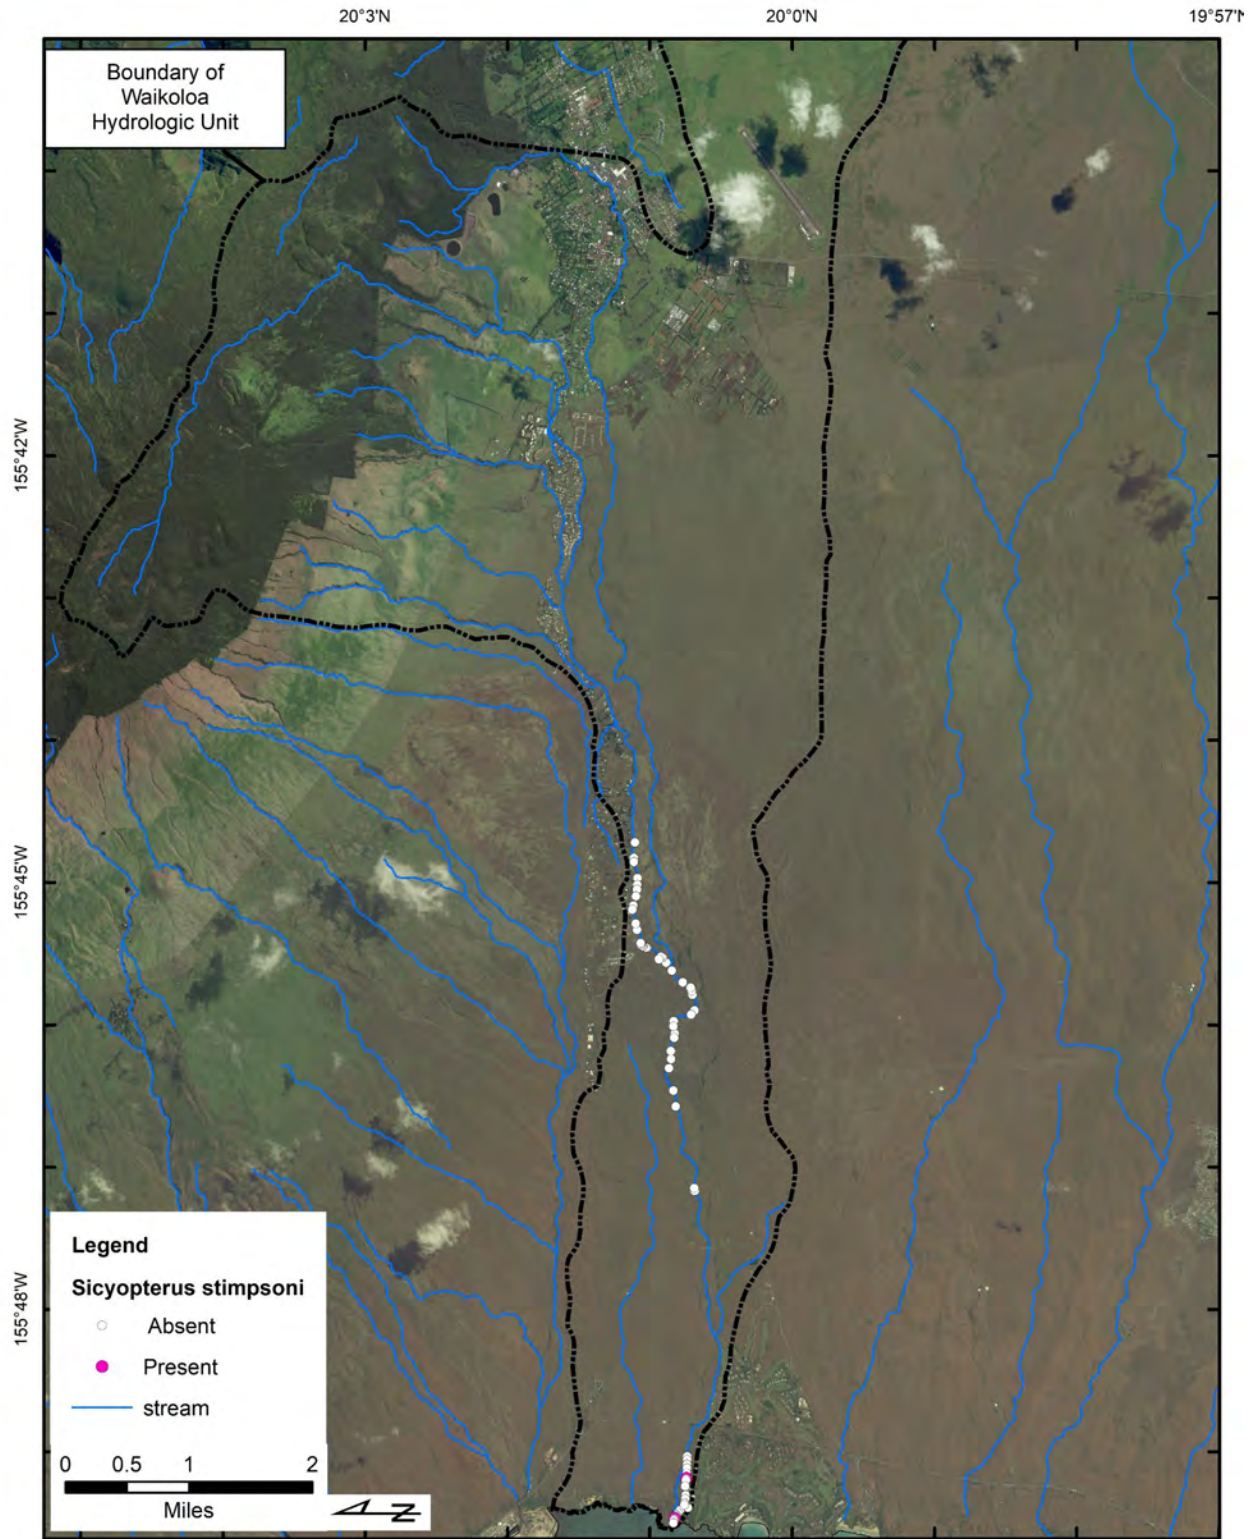 20°3'N
20°0'N
19°57'N
Boundary of
Waikoloa
Hydrologic Unit
155°42'W
155°45'W
155°48'W
Legend
Sicyopterus stimpsoni
Absent
Present
stream
0 0.5 1 2
Miles
N